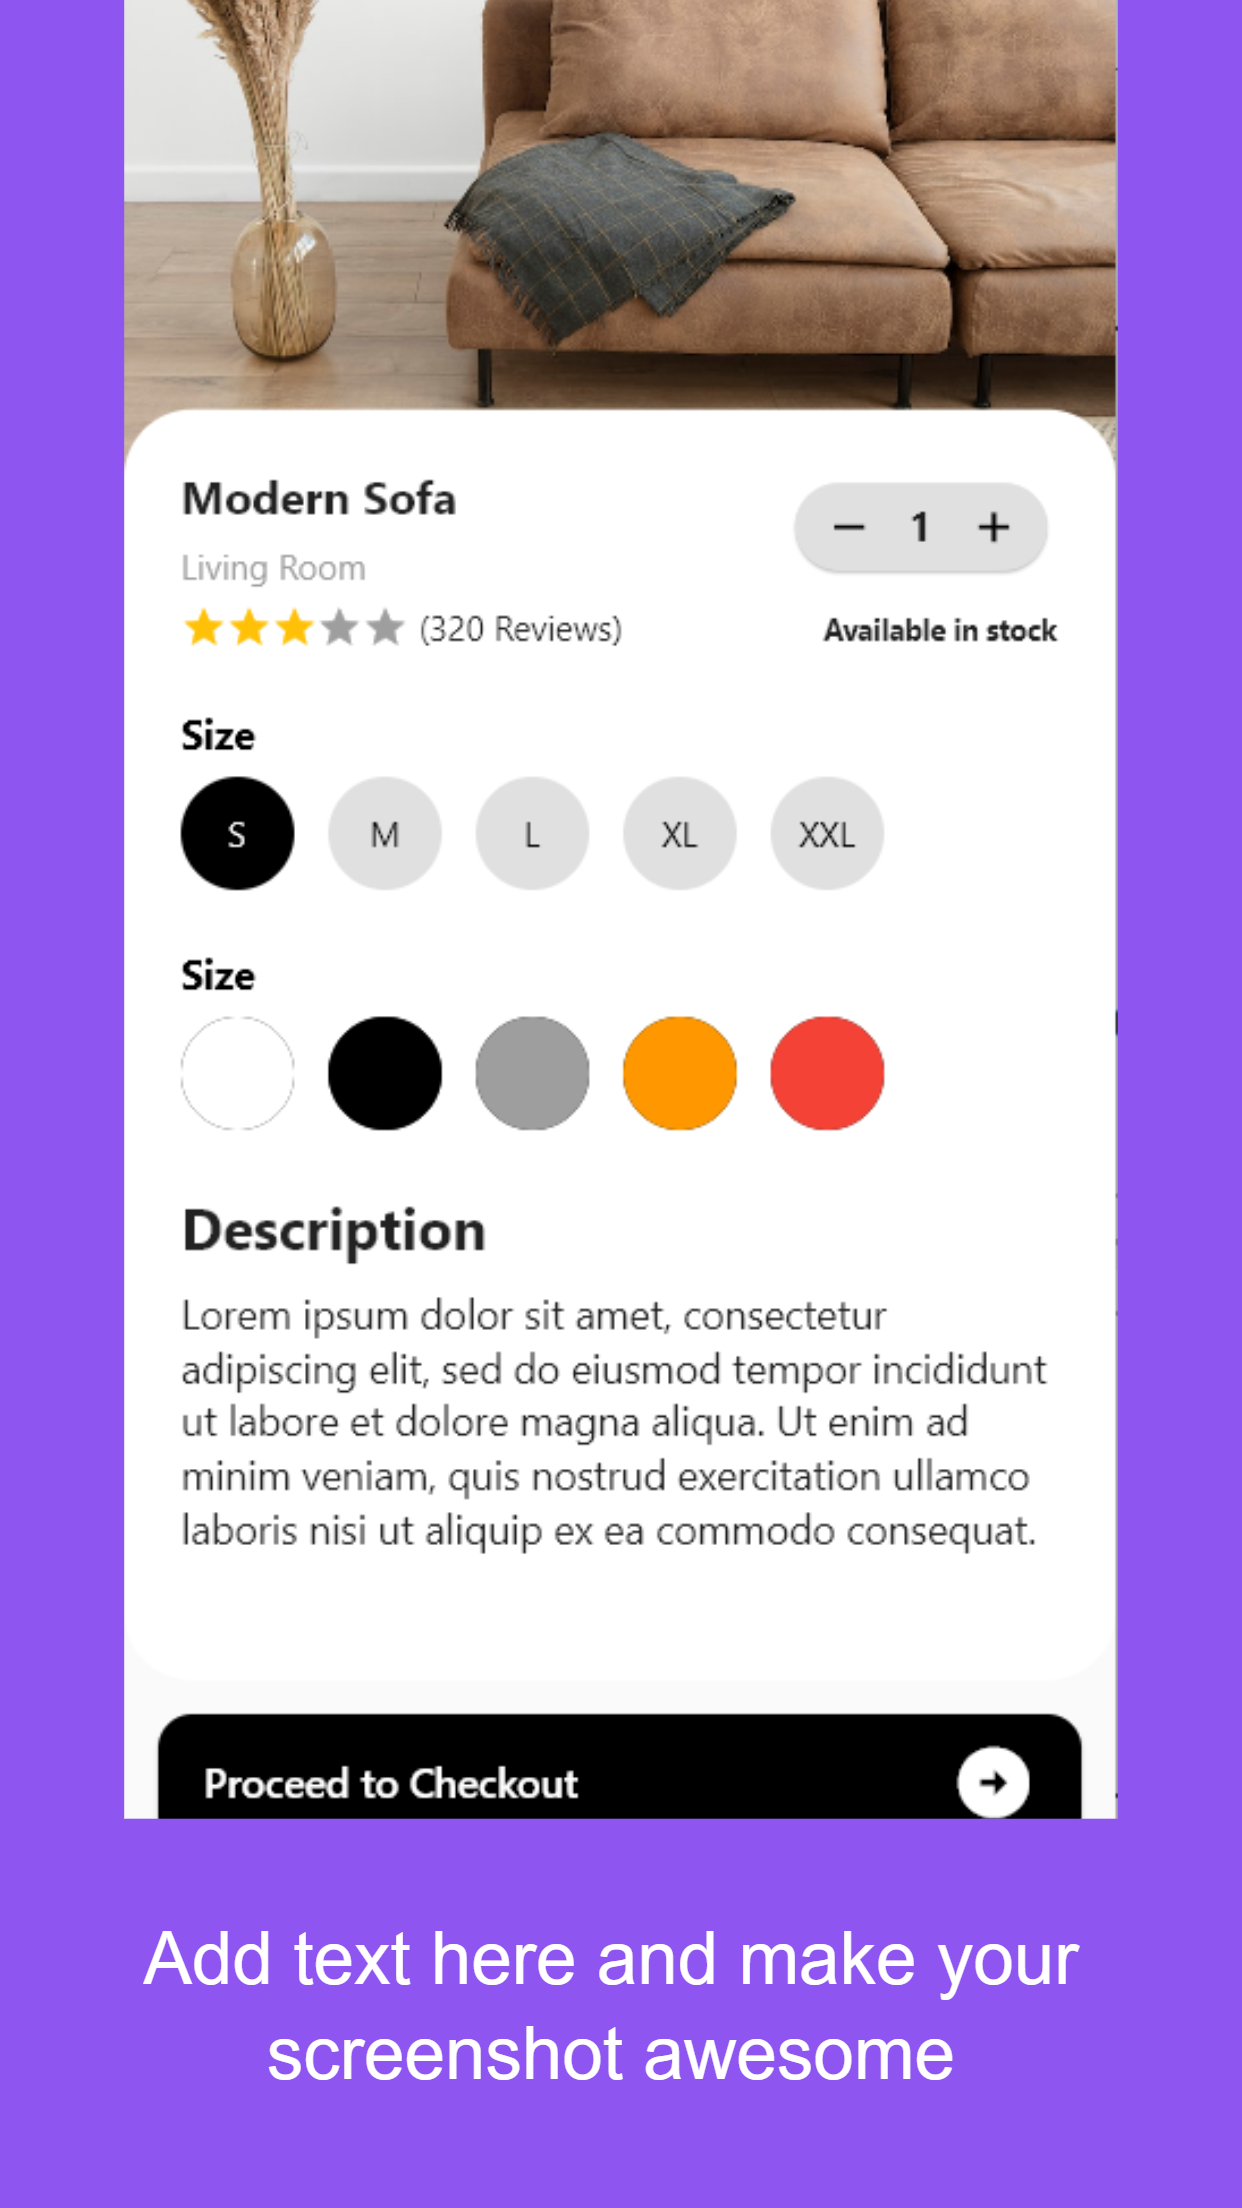 Modern Sofa
1
Living Room
(320 Reviews)
Available in stock
Size
S M L XL XXL
Size
Description
Lorem ipsum dolor sit amet, consectetur
adipiscing elit, sed do eiusmod tempor incididunt
ut labore et dolore magna aliqua. Ut enim ad
minim veniam, quis nostrud exercitation ullamco
laboris nisi ut aliquip ex ea commodo consequat.
Proceed to Checkout
Add text here and make your
screenshot awesome